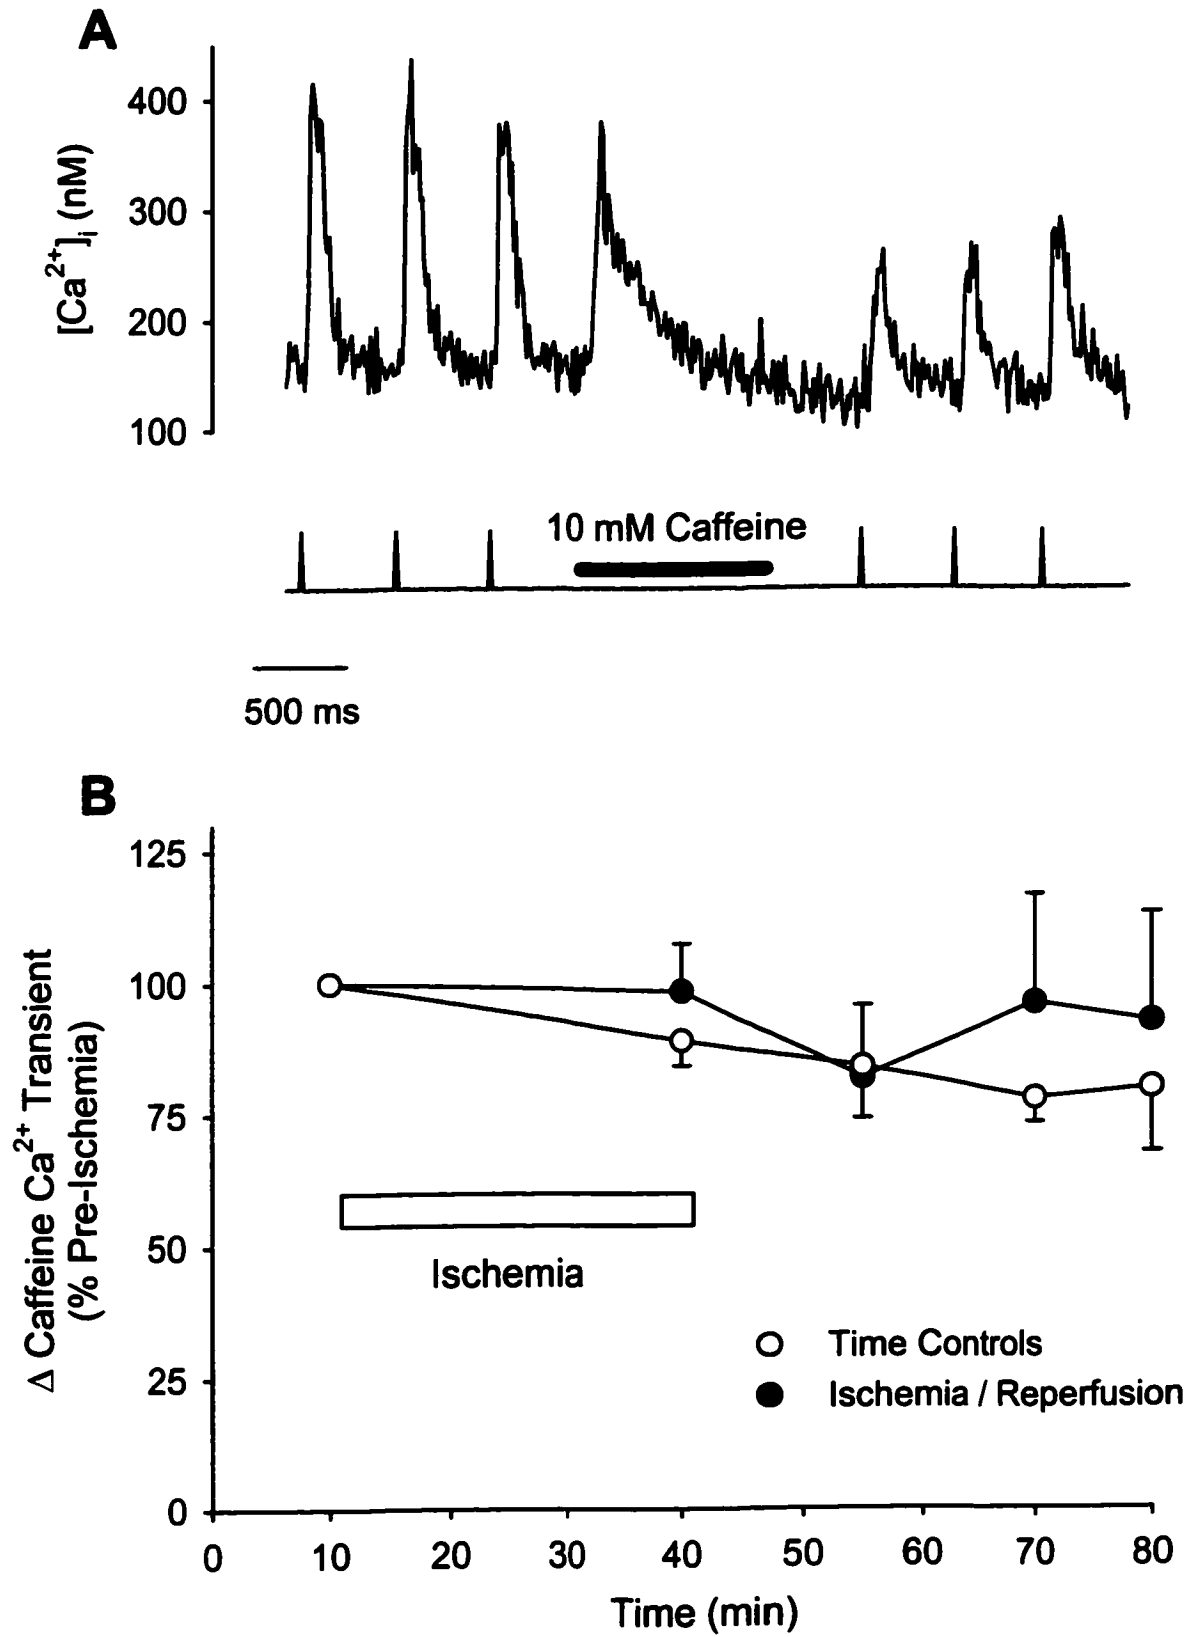 A
400
300
200
100
[Ca2+]i (nM)
10 mM Caffeine
500 ms
B
125
100
75
50
25
0
Δ Caffeine Ca2+ Transient
(% Pre-Ischemia)
Ischemia
Time Controls
Ischemia / Reperfusion
0 10 20 30 40 50 60 70 80
Time (min)